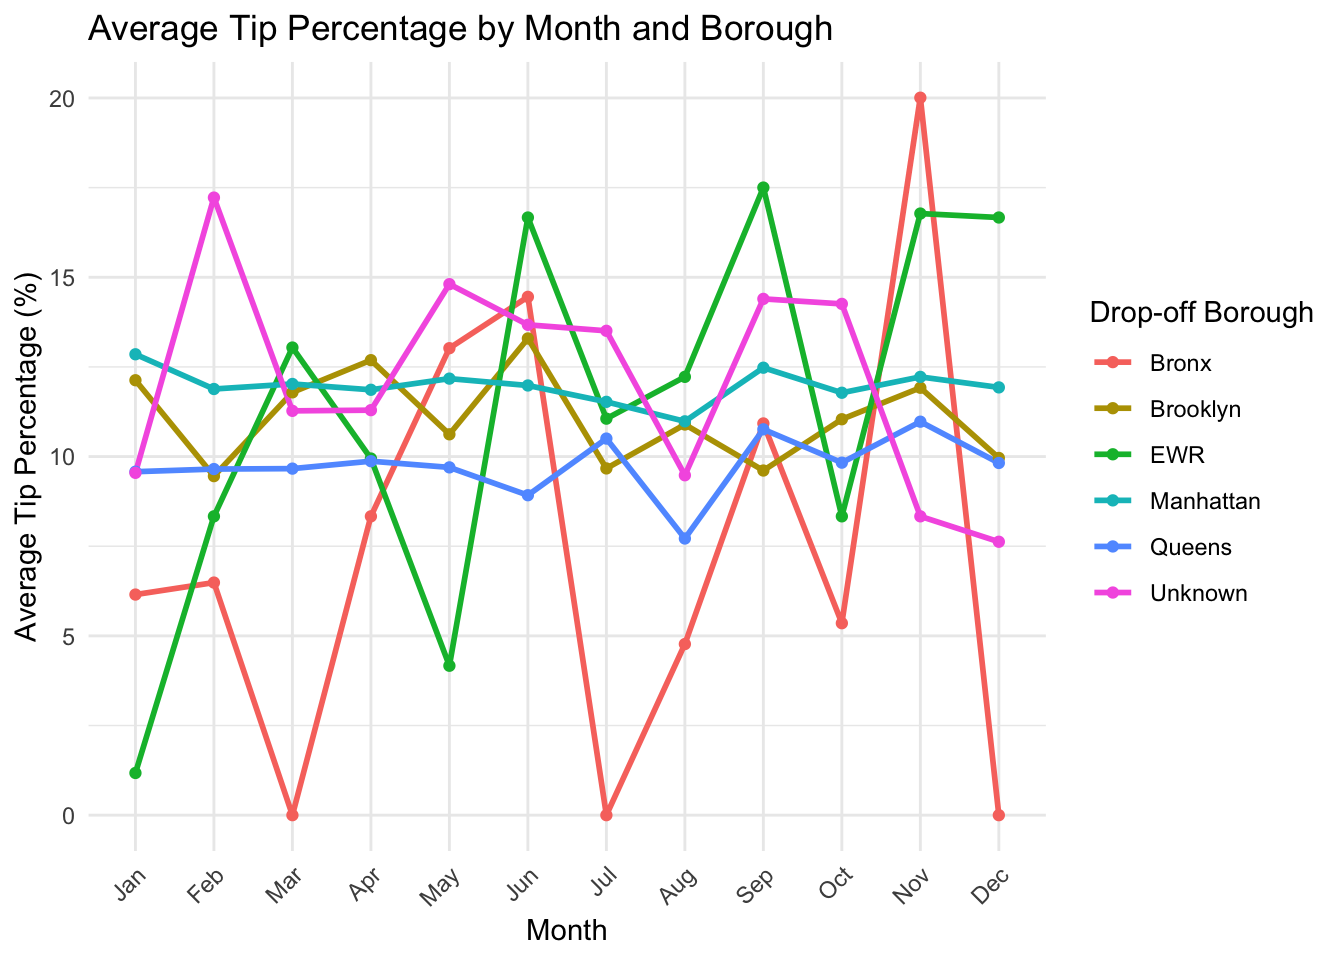 Average Tip Percentage by Month and Borough
Average Tip Percentage (%)
20
15
10
5
0
Jan
Feb
Mar
Apr
May
Jun
Jul
Aug
Sep
Oct
Nov
Dec
Month
Drop-off Borough
Bronx
Brooklyn
EWR
Manhattan
Queens
Unknown